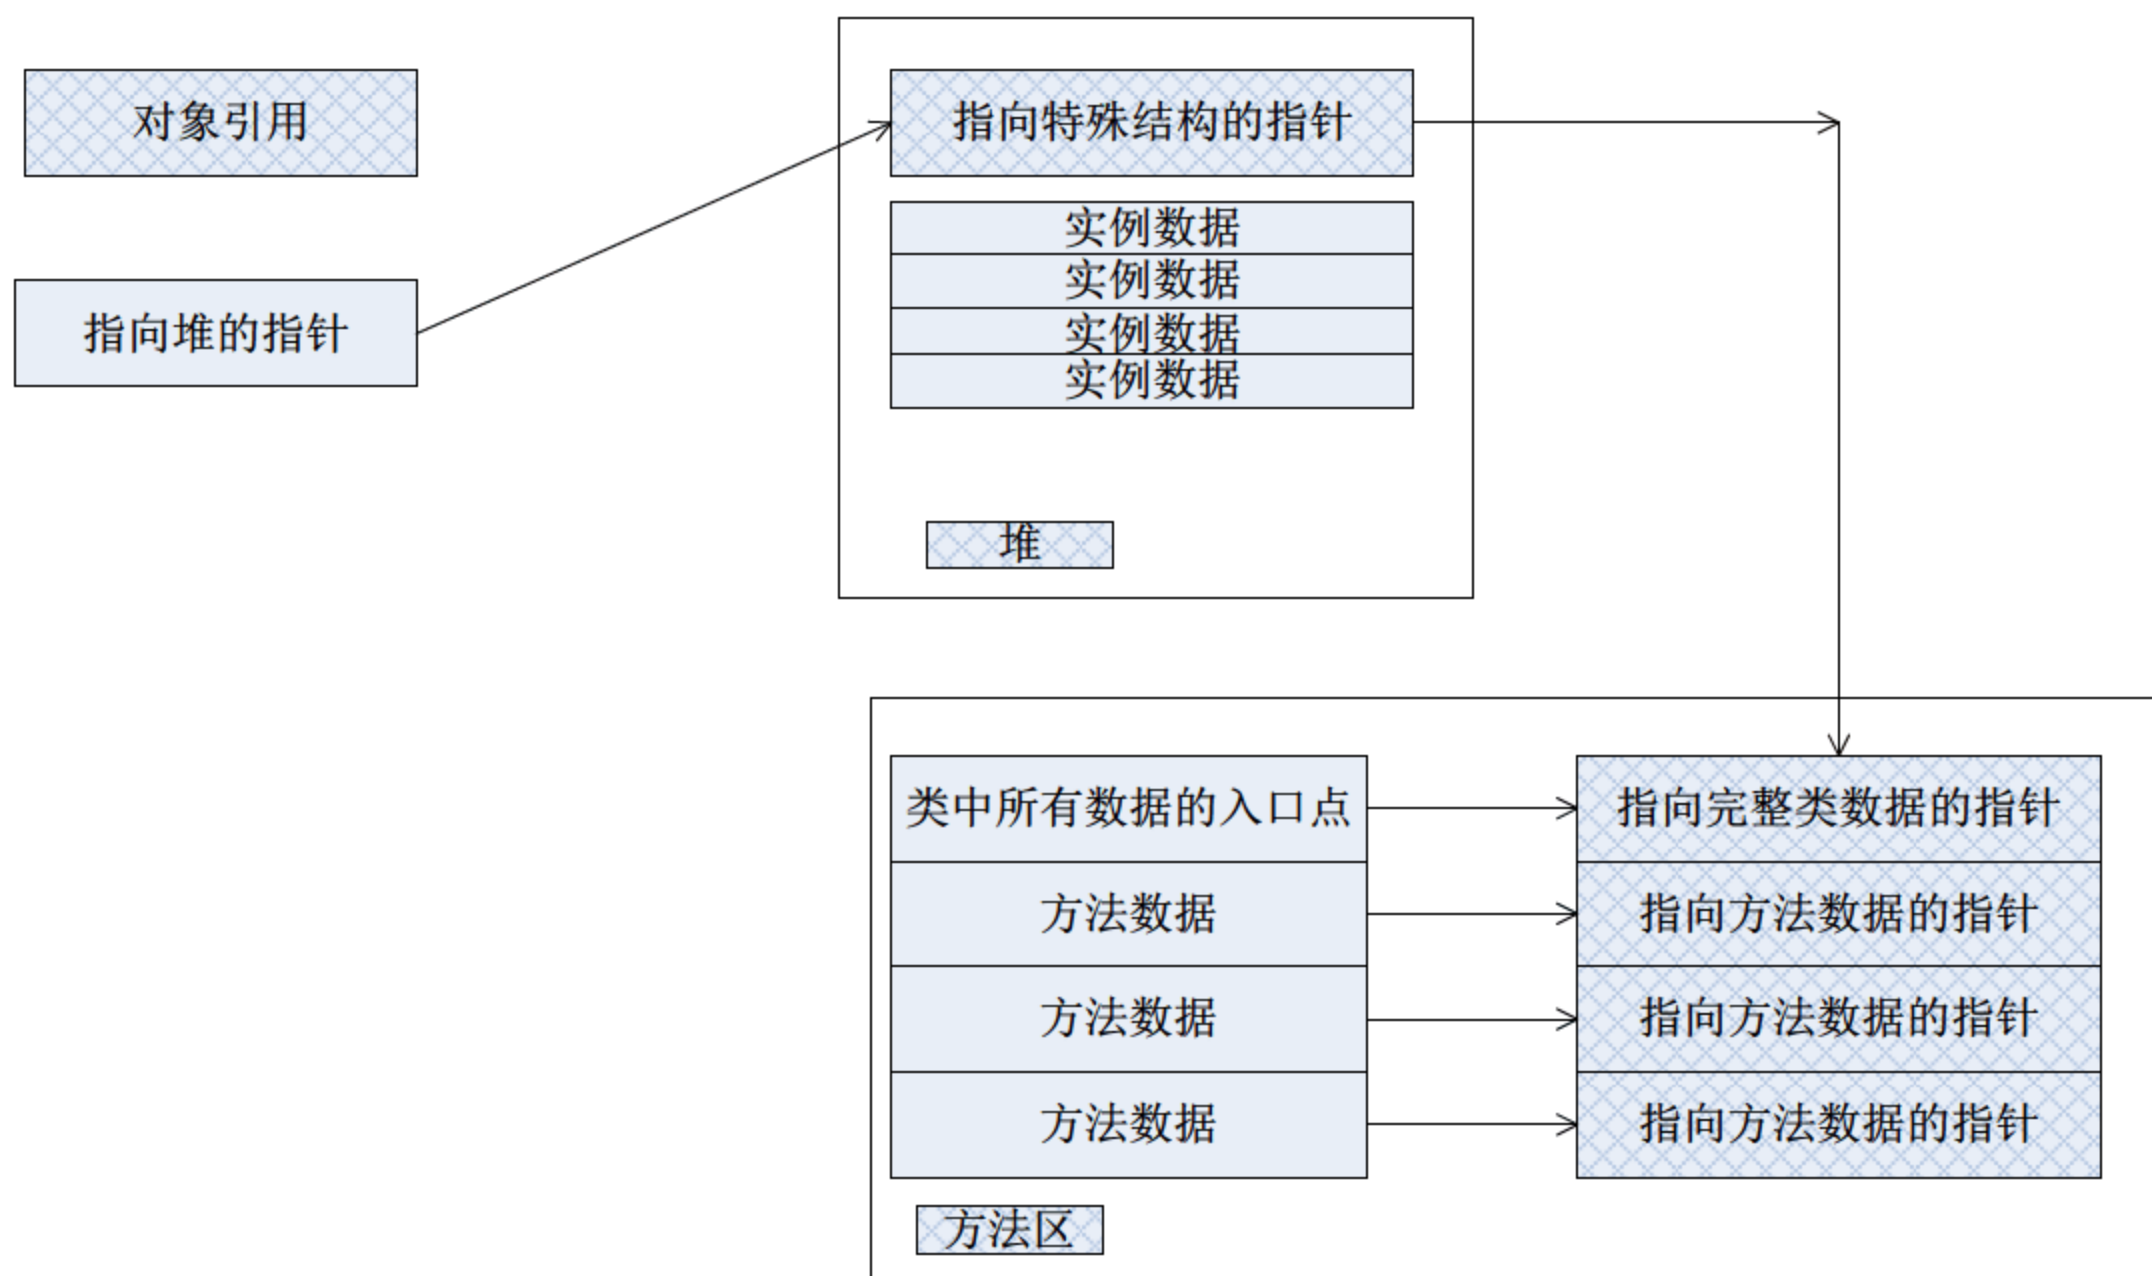 对象引用
指向堆的指针
指向特殊结构的指针
实例数据
实例数据
实例数据
实例数据
堆
类中所有数据的入口点
指向完整类数据的指针
方法数据
指向方法数据的指针
方法数据
指向方法数据的指针
方法数据
指向方法数据的指针
方法区